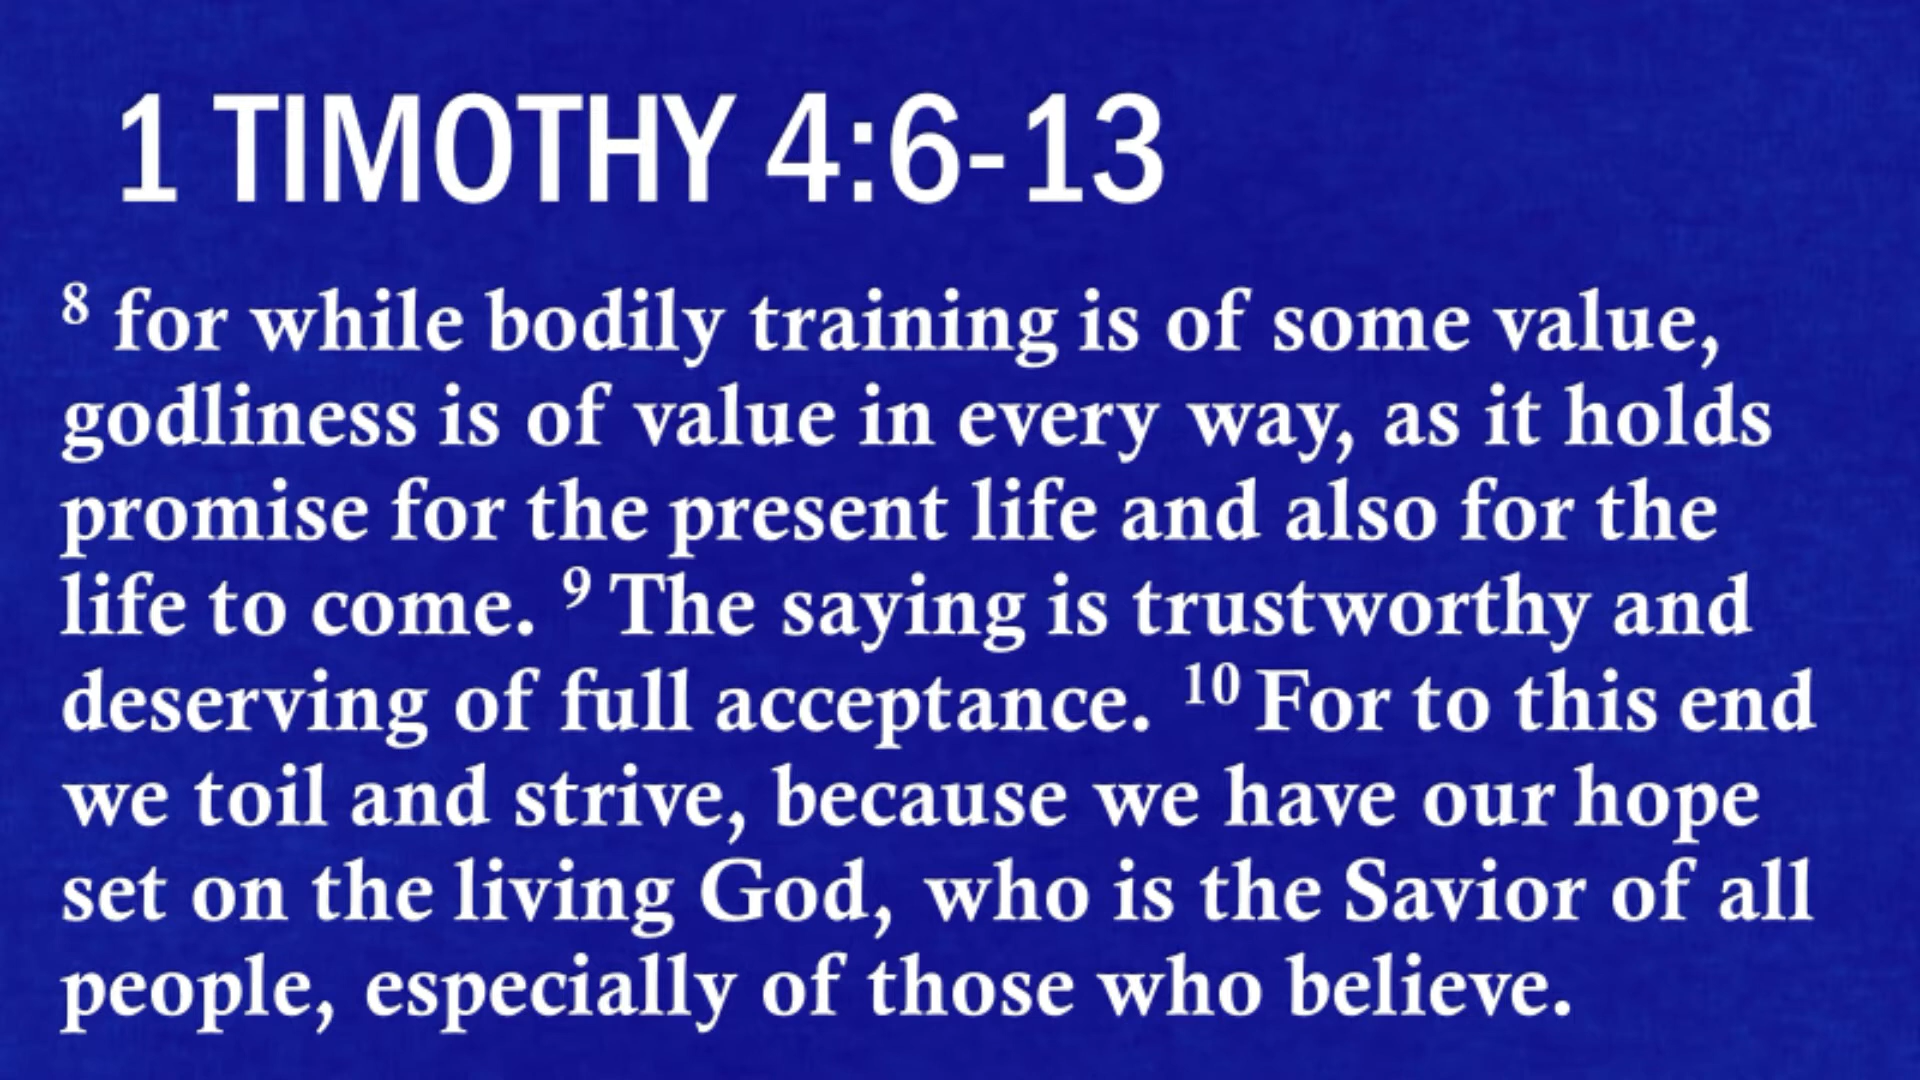 1 TIMOTHY 4:6-13
8 for while bodily training is of some value,
godliness is of value in every way, as it holds
promise for the present life and also for the
life to come. 9 The saying is trustworthy and
deserving of full acceptance. 10 For to this end
we toil and strive, because we have our hope
set on the living God, who is the Savior of all
people, especially of those who believe.